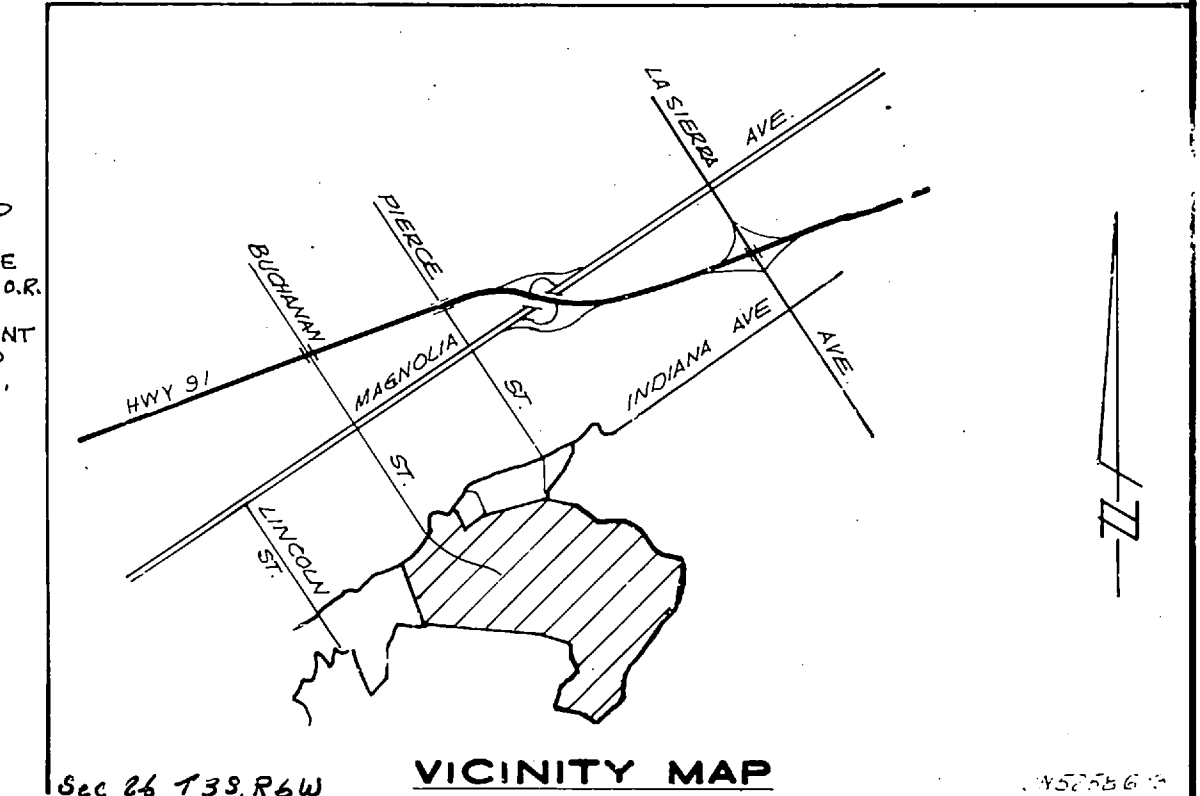 LA SIERRA
AVE.
PIERCE
BUCHANAN
E
O.R.
NT
HWY 91
MAGNOLIA
ST.
INDIANA AVE
AVE.
ST.
LINCOLN
ST.
VICINITY MAP
Sec 26 T3S. R6W